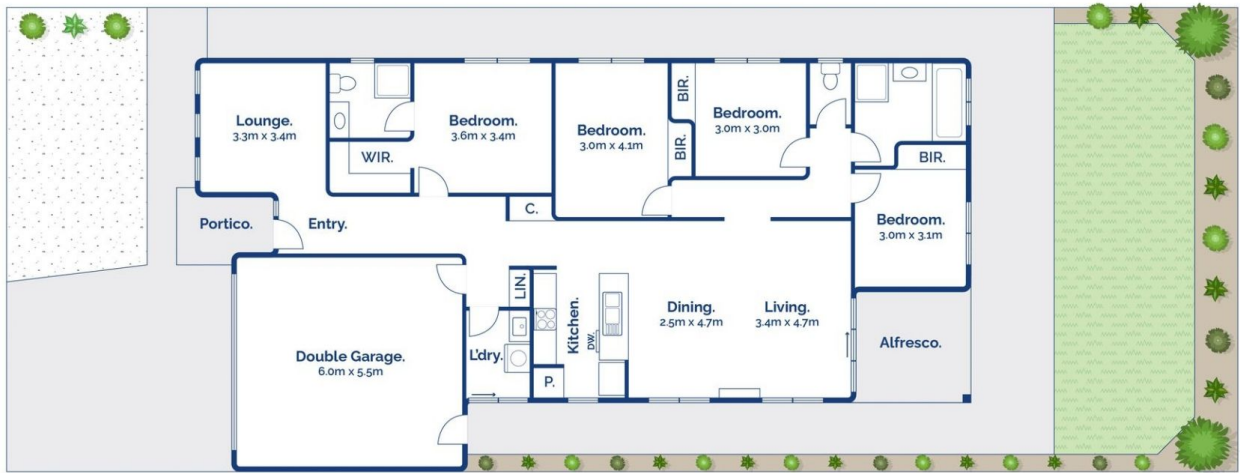 Lounge.
3.3m x 3.4m
WIR.
Bedroom.
3.6m x 3.4m
Bedroom.
3.0m x 4.1m
BIR.
BIR.
Bedroom.
3.0m x 3.0m
BIR.
Bedroom.
3.0m x 3.1m
Portico.
Entry.
C.
LIN.
Kitchen.
DW.
P.
L'dry.
Dining.
2.5m x 4.7m
Living.
3.4m x 4.7m
Alfresco.
Double Garage.
6.0m x 5.5m